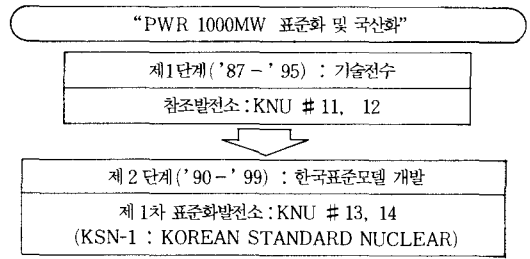 “PWR 1000MW 표준화 및 국산화”
제1단계('87 - '95) : 기술전수
참조발전소 : KNU # 11, 12
제 2 단계('90 - '99) : 한국표준모델 개발
제 1차 표준화발전소 : KNU # 13, 14
(KSN-1 : KOREAN STANDARD NUCLEAR)